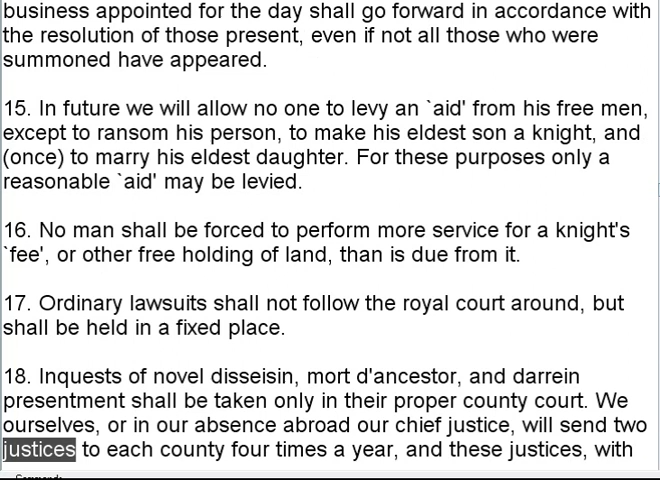 business appointed for the day shall go forward in accordance with
the resolution of those present, even if not all those who were
summoned have appeared.
15. In future we will allow no one to levy an `aid' from his free men,
except to ransom his person, to make his eldest son a knight, and
(once) to marry his eldest daughter. For these purposes only a
reasonable `aid' may be levied.
16. No man shall be forced to perform more service for a knight's
`fee', or other free holding of land, than is due from it.
17. Ordinary lawsuits shall not follow the royal court around, but
shall be held in a fixed place.
18. Inquests of novel disseisin, mort d'ancestor, and darrein
presentment shall be taken only in their proper county court. We
ourselves, or in our absence abroad our chief justice, will send two
justices to each county four times a year, and these justices, with